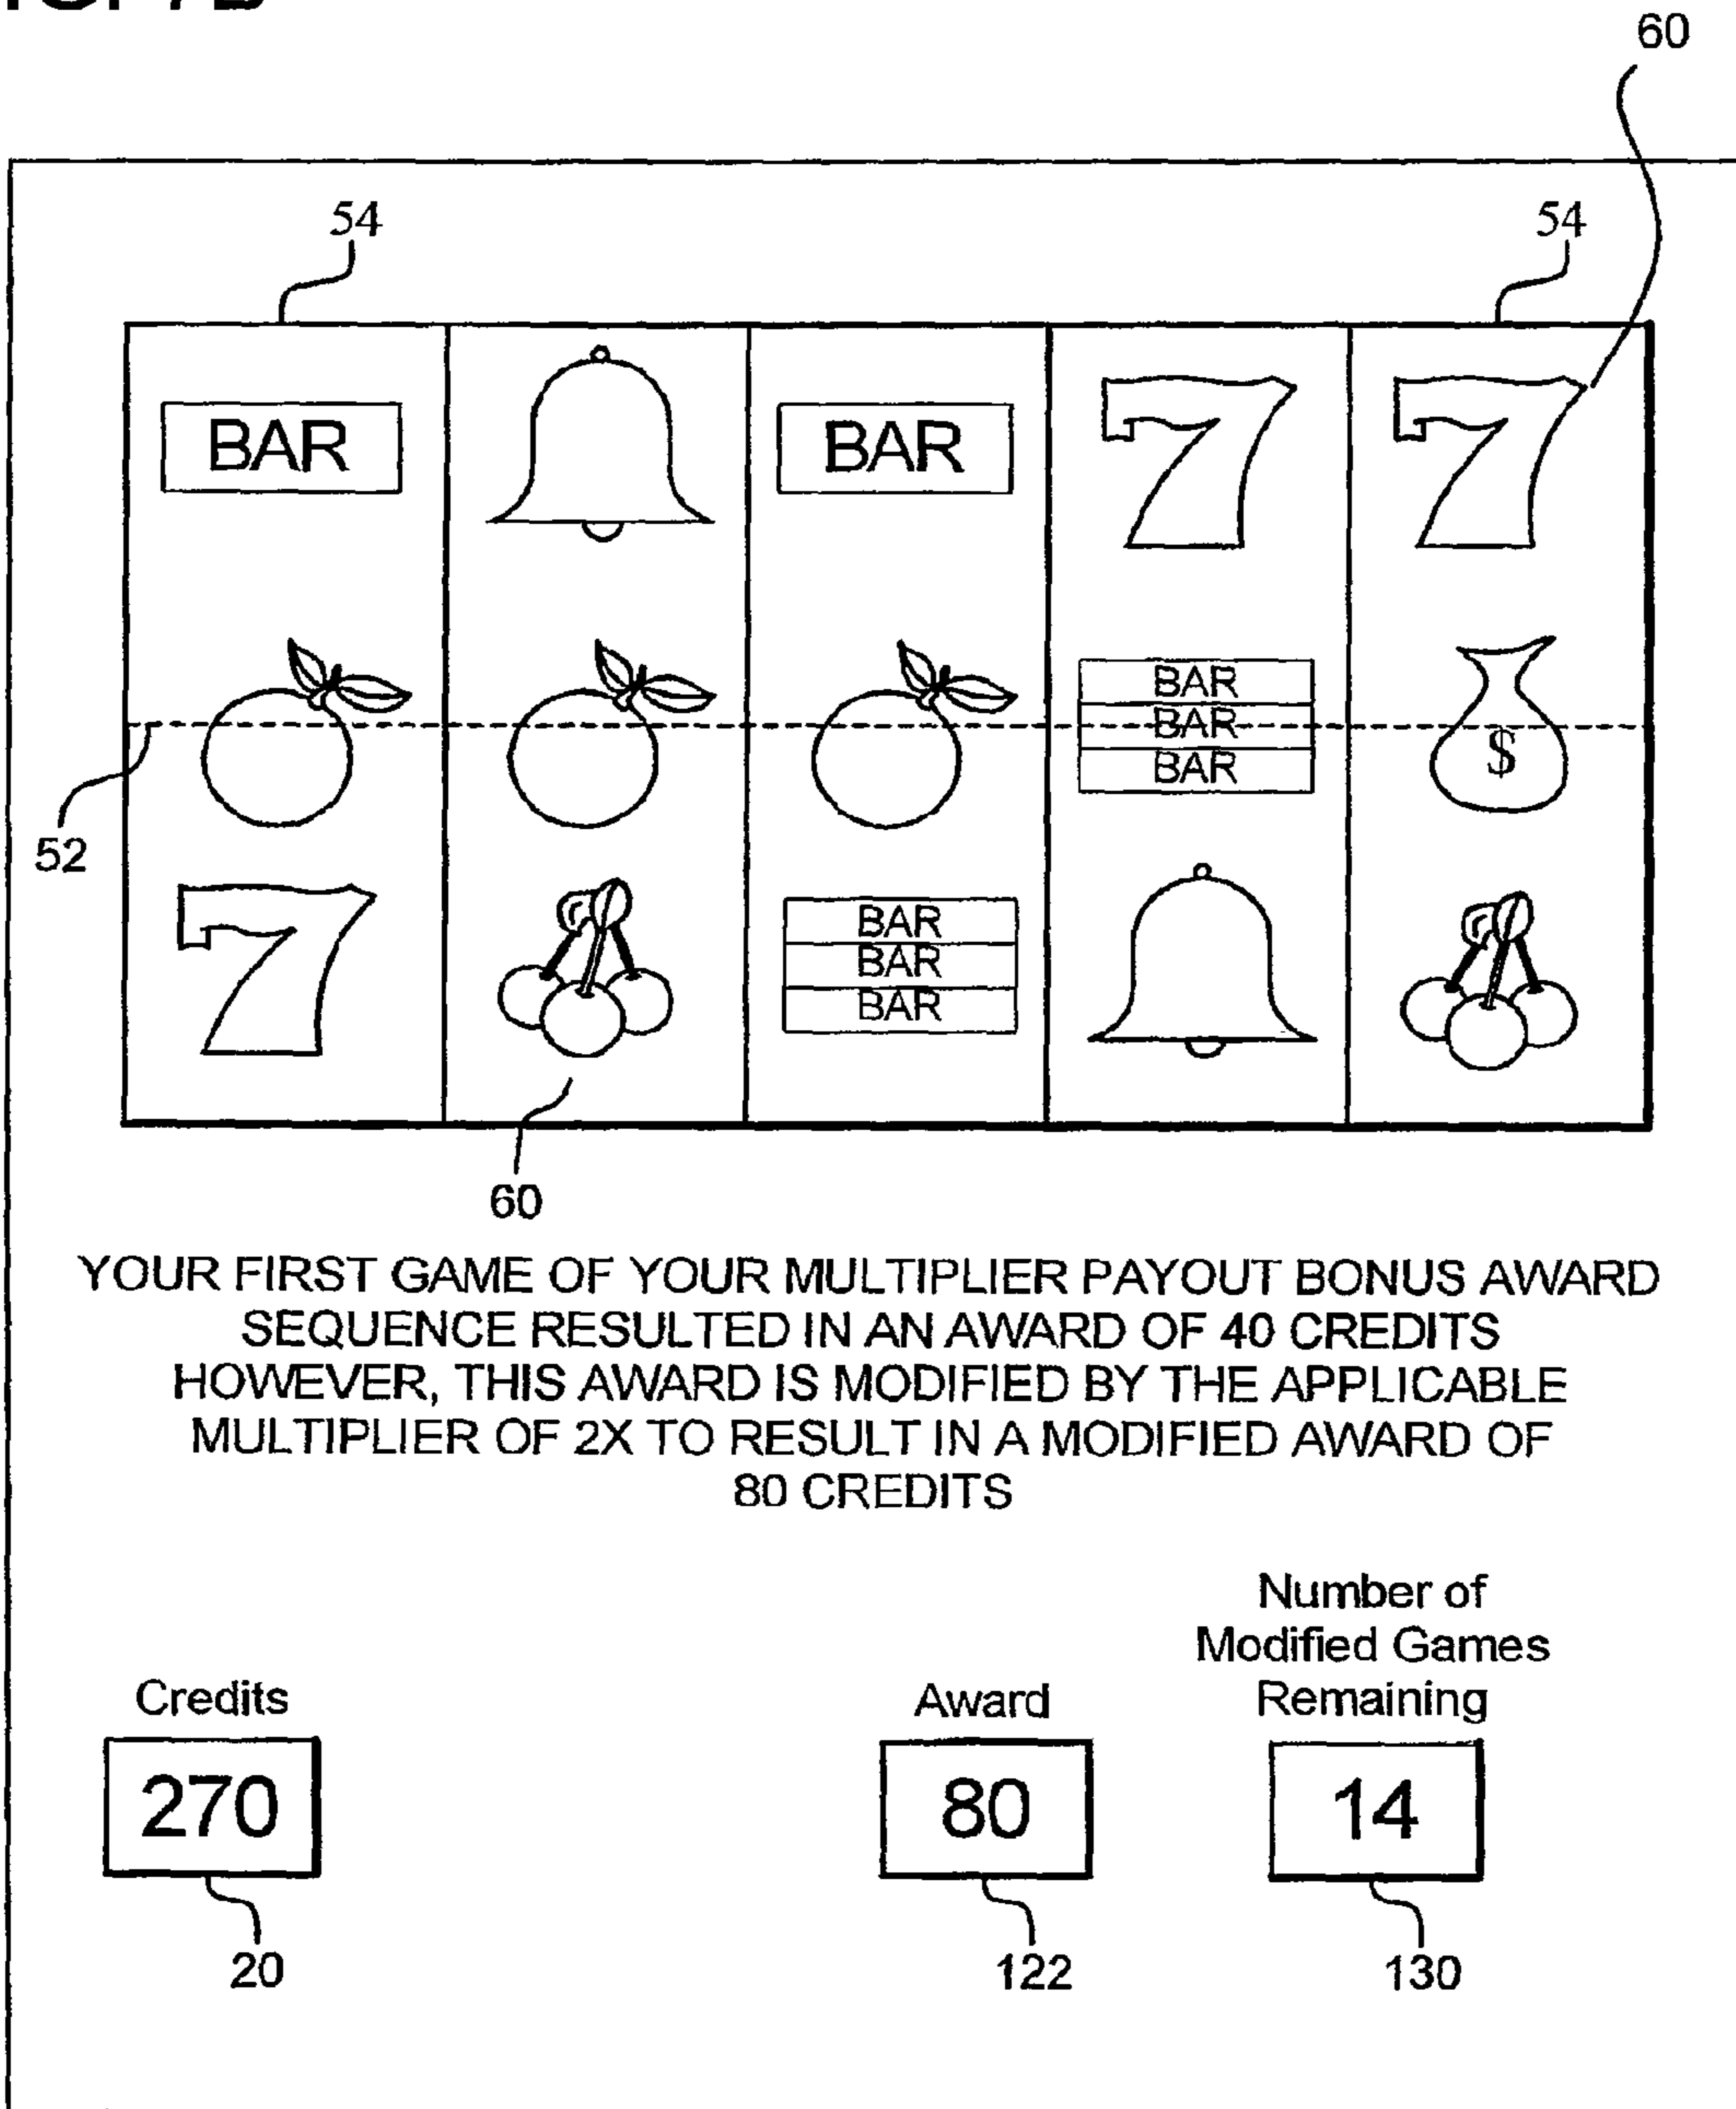 60
54 54
BAR BAR 7 7
BAR
BAR
BAR
$
52
7
BAR
BAR
BAR
60
YOUR FIRST GAME OF YOUR MULTIPLIER PAYOUT BONUS AWARD
SEQUENCE RESULTED IN AN AWARD OF 40 CREDITS
HOWEVER, THIS AWARD IS MODIFIED BY THE APPLICABLE
MULTIPLIER OF 2X TO RESULT IN A MODIFIED AWARD OF
80 CREDITS
Credits
270
20
Award
80
122
Number of
Modified Games
Remaining
14
130